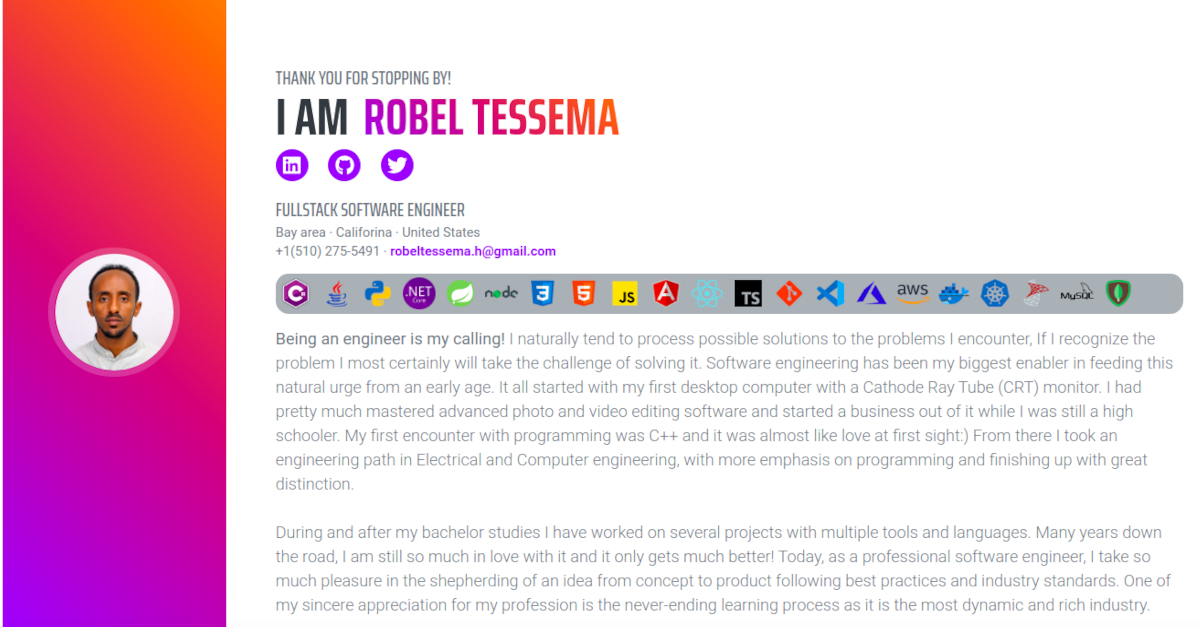 THANK YOU FOR STOPPING BY!
I AM ROBEL TESSEMA
in
FULLSTACK SOFTWARE ENGINEER
Bay area · Califorina · United States
+1(510) 275-5491 · robeltessema.h@gmail.com
C .NET Core node 3 5 JS TS aws MySQL
Being an engineer is my calling! I naturally tend to process possible solutions to the problems I encounter, If I recognize the
problem I most certainly will take the challenge of solving it. Software engineering has been my biggest enabler in feeding this
natural urge from an early age. It all started with my first desktop computer with a Cathode Ray Tube (CRT) monitor. I had
pretty much mastered advanced photo and video editing software and started a business out of it while I was still a high
schooler. My first encounter with programming was C++ and it was almost like love at first sight:) From there I took an
engineering path in Electrical and Computer engineering, with more emphasis on programming and finishing up with great
distinction.
During and after my bachelor studies I have worked on several projects with multiple tools and languages. Many years down
the road, I am still so much in love with it and it only gets much better! Today, as a professional software engineer, I take so
much pleasure in the shepherding of an idea from concept to product following best practices and industry standards. One of
my sincere appreciation for my profession is the never-ending learning process as it is the most dynamic and rich industry.